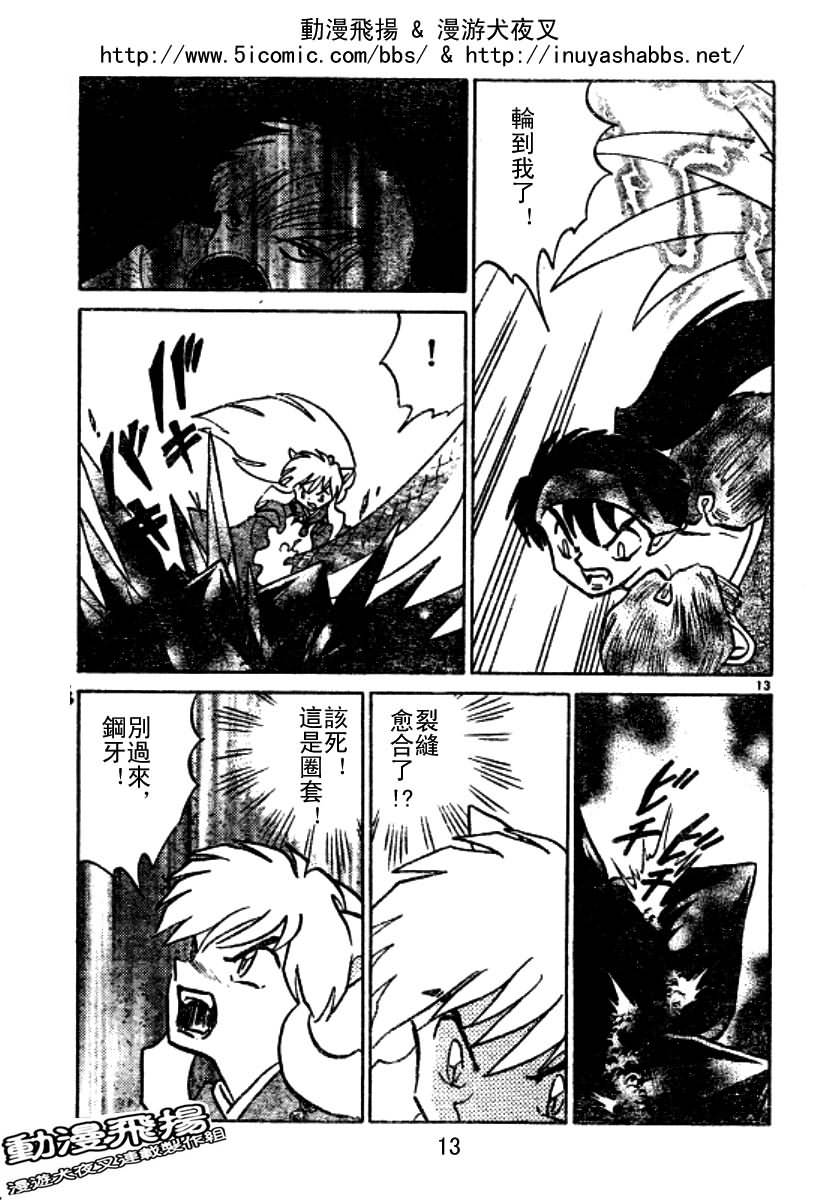 動漫飛揚 & 漫游犬夜叉
http://www.5icomic.com/bbs/ & http://inuyashabbs.net/
輪到我了!
!
バ
バ
キ
キ
13
ビ
チ
ビ
チ
裂縫
愈合了
!?
該死!
這是圈套!
別過來,
鋼牙!
動漫飛揚
漫遊犬夜叉連載製作組
13